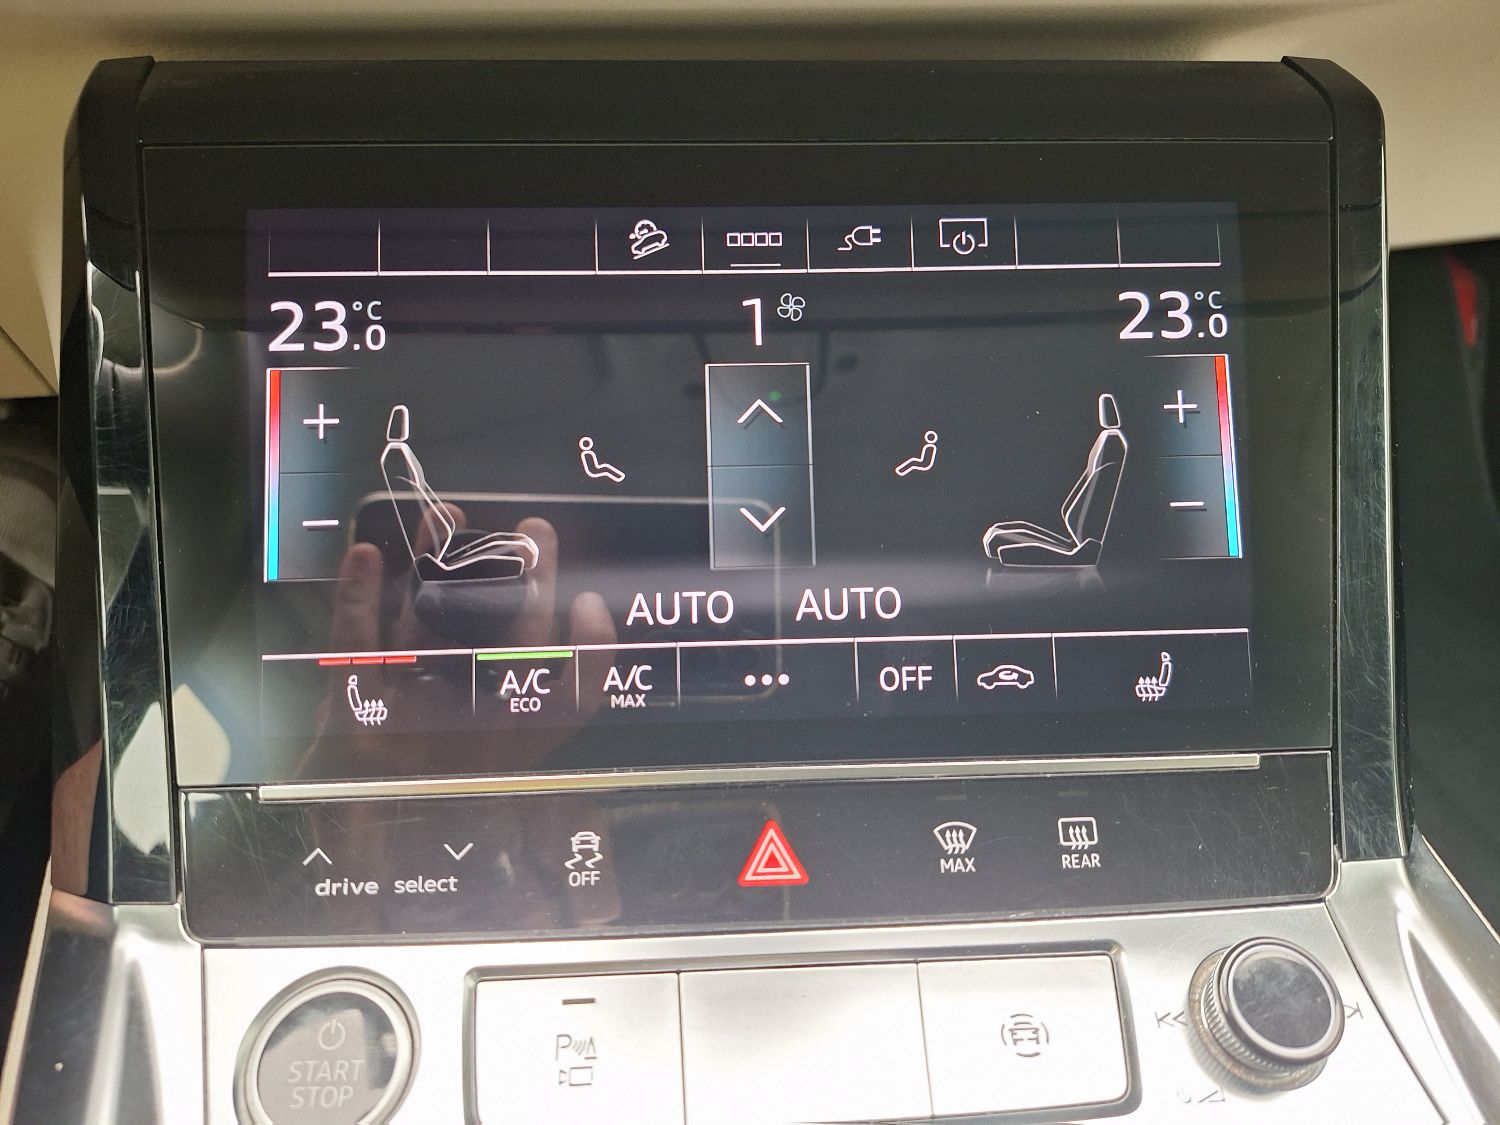 23.0 °C 1 23.0 °C
+ +
− −
AUTO AUTO
A/C ECO A/C MAX ••• OFF
drive select OFF MAX REAR
START
STOP
P